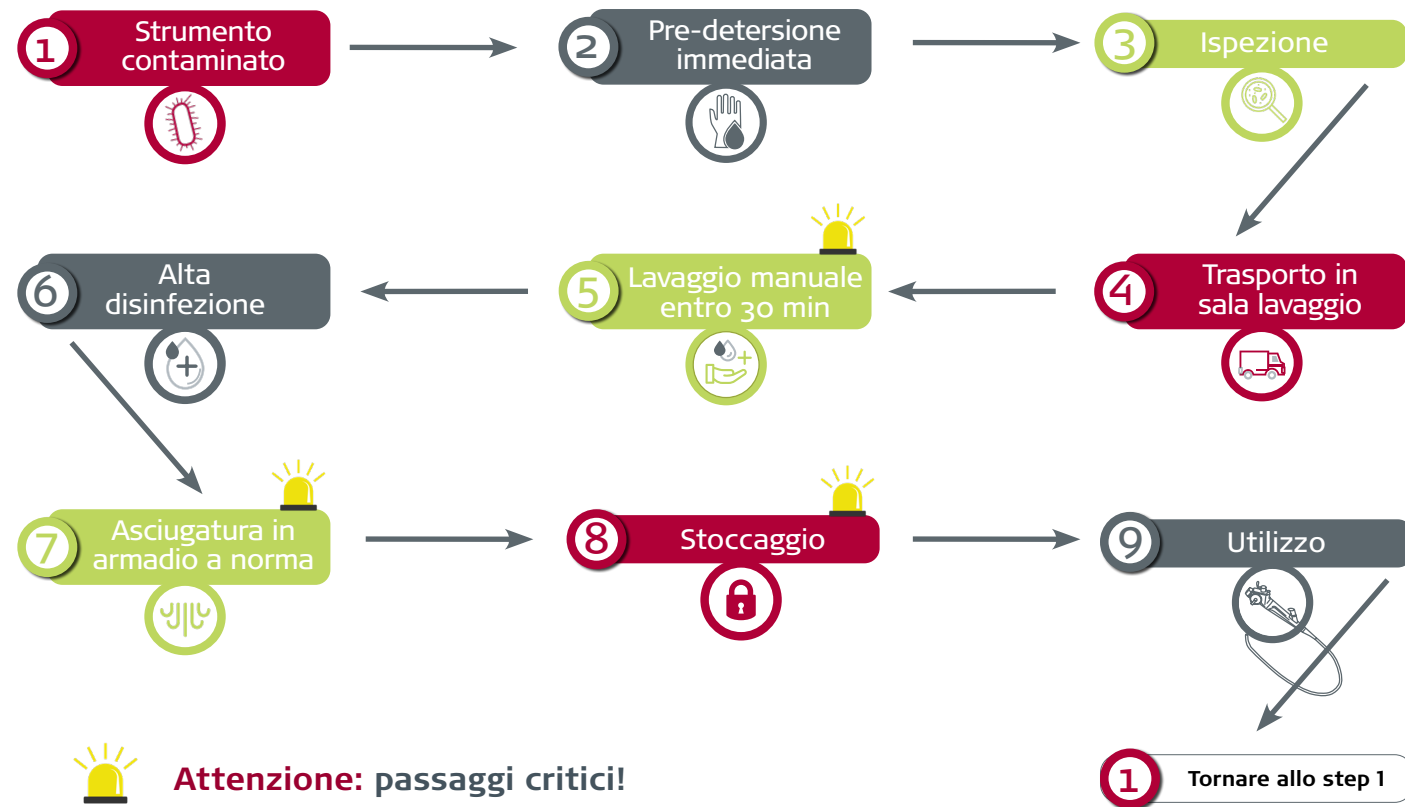 1
Strumento
contaminato
2
Pre-detersione
immediata
3
Ispezione
4
Trasporto in
sala lavaggio
5
Lavaggio manuale
entro 30 min
6
Alta
disinfezione
7
Asciugatura in
armadio a norma
8
Stoccaggio
9
Utilizzo
1
Tornare allo step 1
Attenzione: passaggi critici!